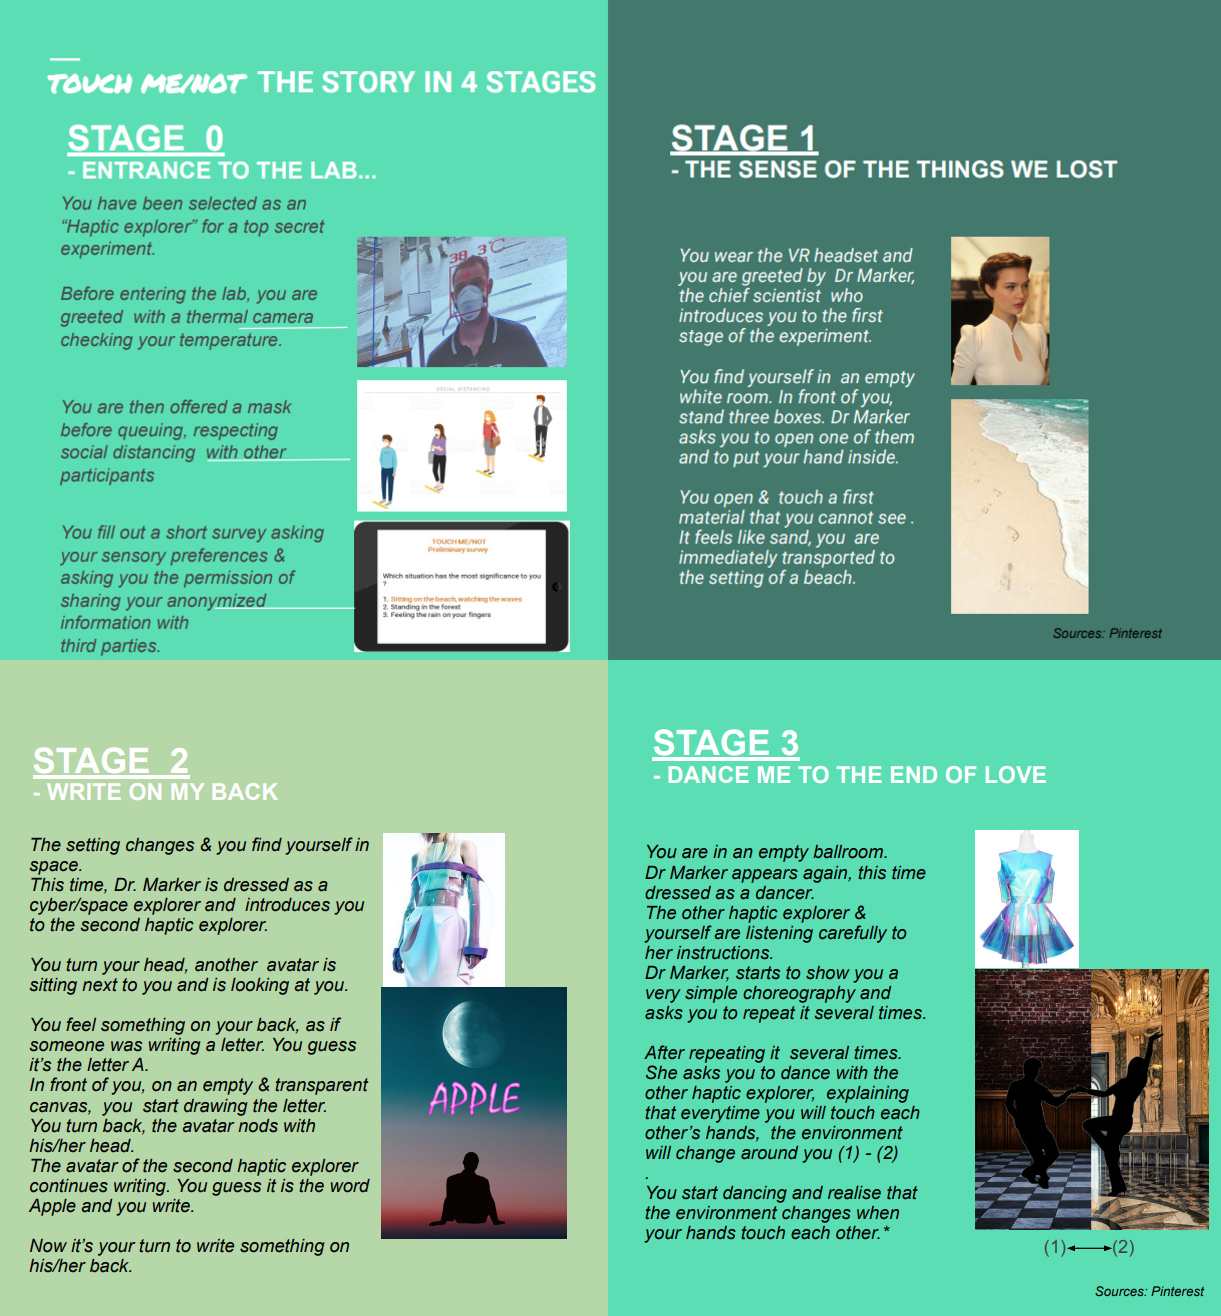 TOUCH ME/NOT THE STORY IN 4 STAGES
STAGE 0
- ENTRANCE TO THE LAB...
You have been selected as an
“Haptic explorer” for a top secret
experiment.
Before entering the lab, you are
greeted with a thermal camera
checking your temperature.
38 3°C
You are then offered a mask
before queuing, respecting
social distancing with other
participants
SOCIAL DISTANCING
You fill out a short survey asking
your sensory preferences &
asking you the permission of
sharing your anonymized
information with
third parties.
TOUCH ME/NOT
Preliminary survey
Which situation has the most significance to you
?
1. Sitting on the beach, watching the waves
2. Standing in the forest
3. Feeling the rain on your fingers
STAGE 1
- THE SENSE OF THE THINGS WE LOST
You wear the VR headset and
you are greeted by Dr Marker,
the chief scientist who
introduces you to the first
stage of the experiment.
You find yourself in an empty
white room. In front of you,
stand three boxes. Dr Marker
asks you to open one of them
and to put your hand inside.
You open & touch a first
material that you cannot see .
It feels like sand, you are
immediately transported to
the setting of a beach.
Sources: Pinterest
STAGE 2
- WRITE ON MY BACK
The setting changes & you find yourself in
space.
This time, Dr. Marker is dressed as a
cyber/space explorer and introduces you
to the second haptic explorer.
You turn your head, another avatar is
sitting next to you and is looking at you.
You feel something on your back, as if
someone was writing a letter. You guess
it’s the letter A.
In front of you, on an empty & transparent
canvas, you start drawing the letter.
You turn back, the avatar nods with
his/her head.
The avatar of the second haptic explorer
continues writing. You guess it is the word
Apple and you write.
Now it’s your turn to write something on
his/her back.
APPLE
STAGE 3
- DANCE ME TO THE END OF LOVE
You are in an empty ballroom.
Dr Marker appears again, this time
dressed as a dancer.
The other haptic explorer &
yourself are listening carefully to
her instructions.
Dr Marker, starts to show you a
very simple choreography and
asks you to repeat it several times.
After repeating it several times.
She asks you to dance with the
other haptic explorer, explaining
that everytime you will touch each
other’s hands, the environment
will change around you (1) - (2)
.
You start dancing and realise that
the environment changes when
your hands touch each other.*
(1) (2)
Sources: Pinterest